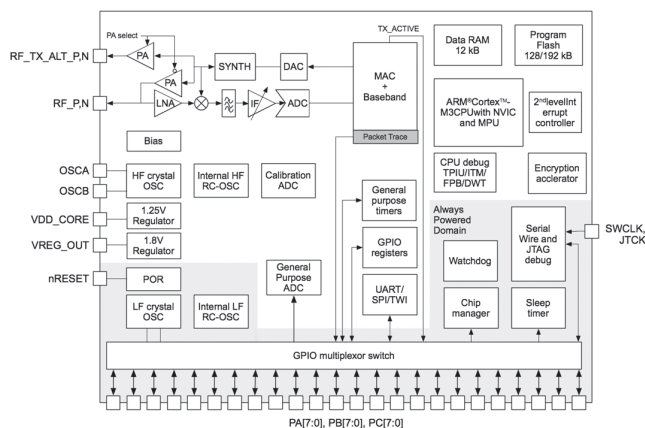 PA select
TX_ACTIVE
RF_TX_ALT_P,N
PA
SYNTH
DAC
MAC
+
Baseband
Data RAM
12 kB
Program
Flash
128/192 kB
PA
RF_P,N
LNA
IF
ADC
Packet Trace
ARM®Cortex™-
M3CPUwith NVIC
and MPU
2ndlevelInt
errupt
controller
Bias
OSCA
OSCB
HF crystal
OSC
Internal HF
RC-OSC
Calibration
ADC
CPU debug
TPIU/ITM/
FPB/DWT
Encryption
acclerator
General
purpose
timers
VDD_CORE
1.25V
Regulator
VREG_OUT
1.8V
Regulator
GPIO
registers
Always
Powered
Domain
Serial
Wire and
JTAG
debug
SWCLK,
JTCK
Watchdog
nRESET
POR
General
Purpose
ADC
UART/
SPI/TWI
LF crystal
OSC
Internal LF
RC-OSC
Chip
manager
Sleep
timer
GPIO multiplexor switch
PA[7:0], PB[7:0], PC[7:0]